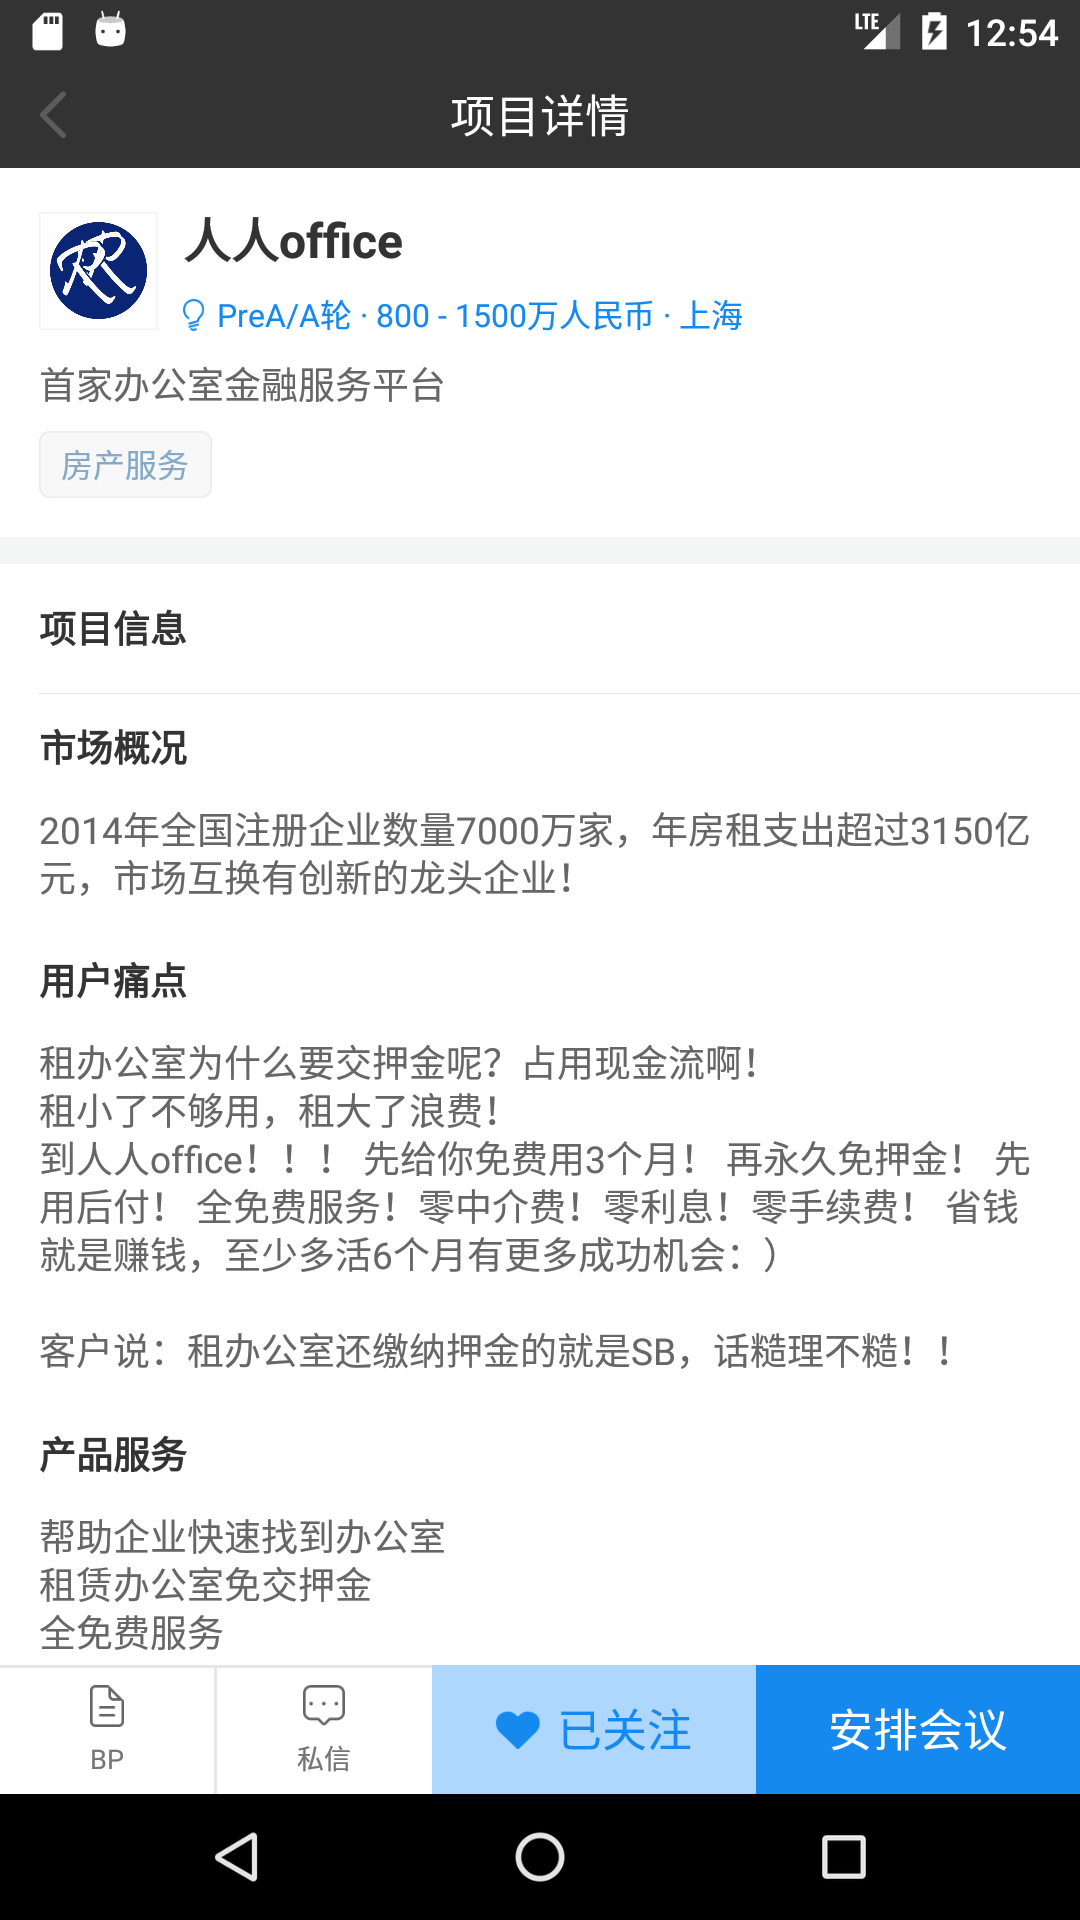 LTE 12:54
项目详情
人人office
PreA/A轮 · 800 - 1500万人民币 · 上海
首家办公室金融服务平台
房产服务
项目信息
市场概况
2014年全国注册企业数量7000万家，年房租支出超过3150亿
元，市场互换有创新的龙头企业！
用户痛点
租办公室为什么要交押金呢？占用现金流啊！
租小了不够用，租大了浪费！
到人人office！！！ 先给你免费用3个月！ 再永久免押金！ 先
用后付！ 全免费服务！零中介费！零利息！零手续费！ 省钱
就是赚钱，至少多活6个月有更多成功机会：）
客户说：租办公室还缴纳押金的就是SB，话糙理不糙！！
产品服务
帮助企业快速找到办公室
租赁办公室免交押金
全免费服务
BP
私信
已关注
安排会议